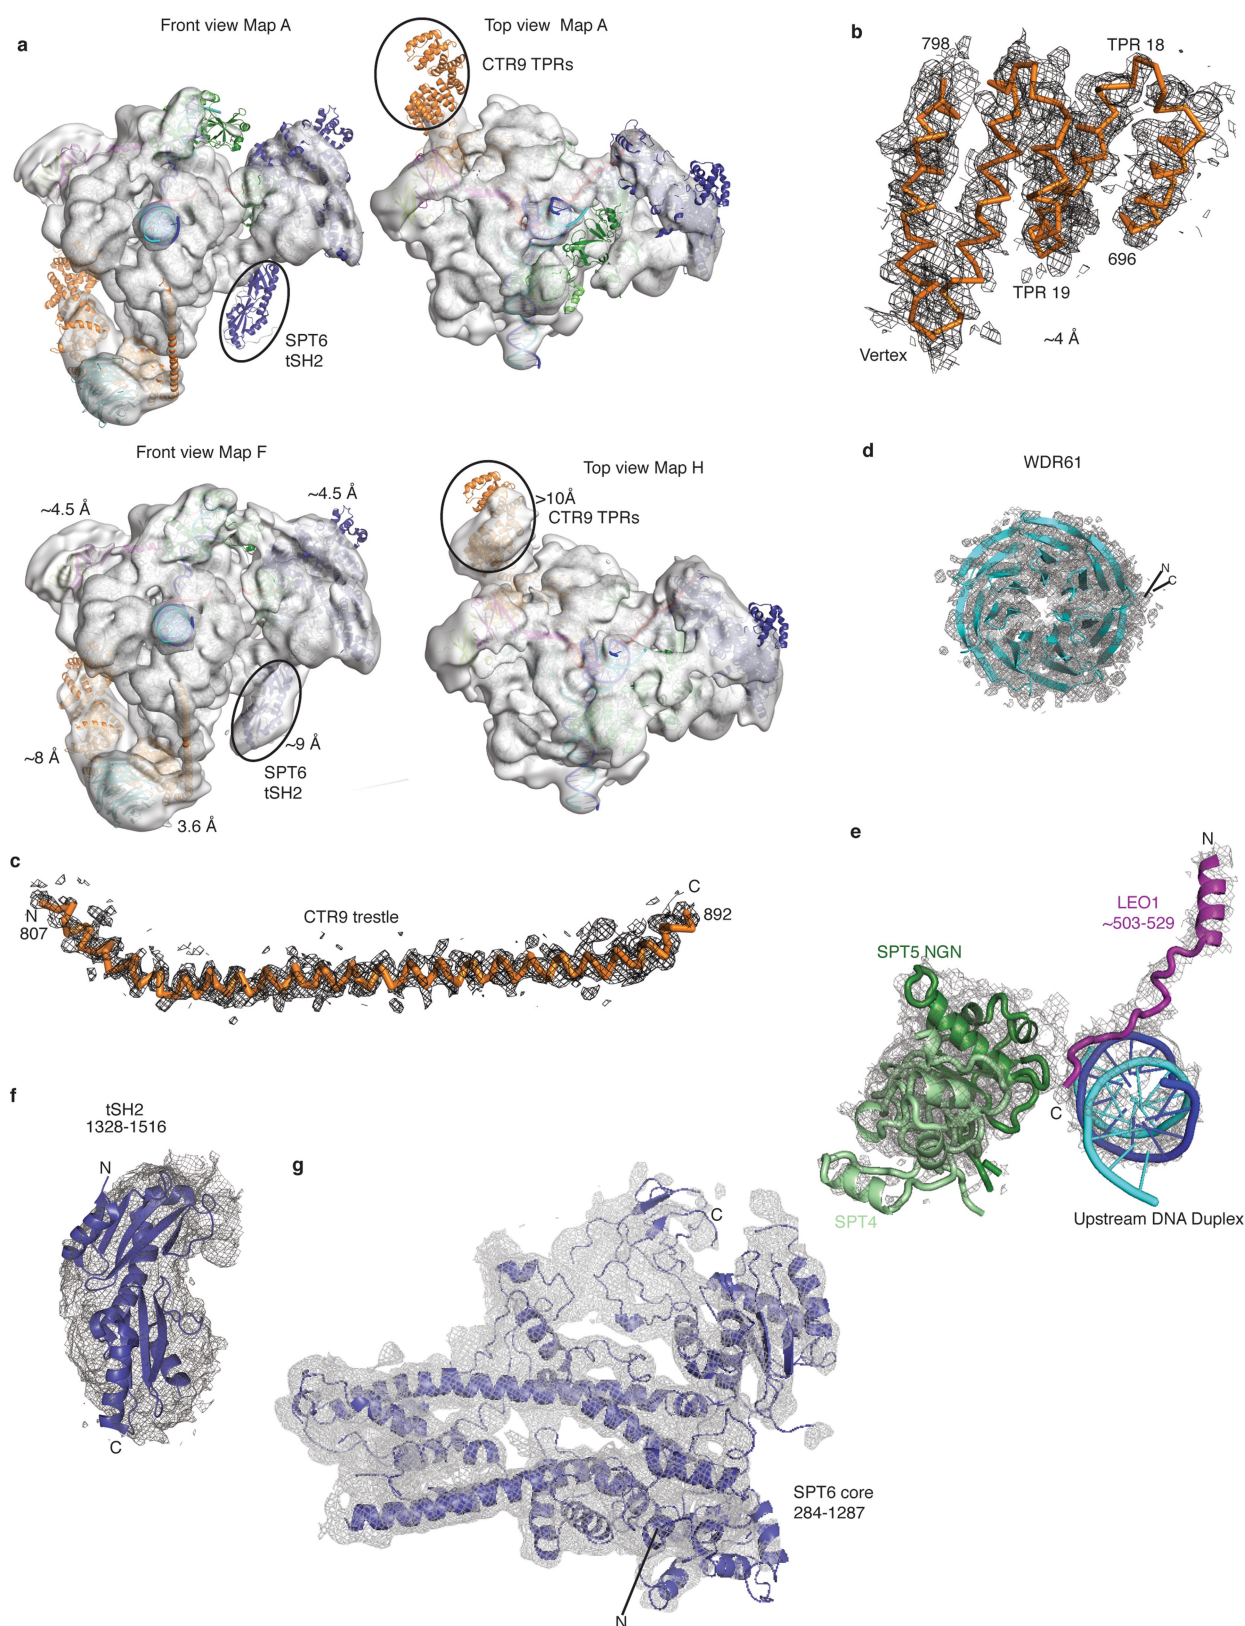 a
Front view Map A
Top view Map A
CTR9 TPRs
SPT6
tSH2
b
798
TPR 18
696
TPR 19
Vertex
~4 Å
Front view Map F
~4.5 Å
~4.5 Å
~8 Å
~9 Å
SPT6
tSH2
3.6 Å
Top view Map H
>10Å
CTR9 TPRs
d
WDR61
N
C
c
N
807
CTR9 trestle
C
892
e
N
LEO1
~503-529
SPT5 NGN
C
SPT4
Upstream DNA Duplex
f
tSH2
1328-1516
N
C
g
C
SPT6 core
284-1287
N